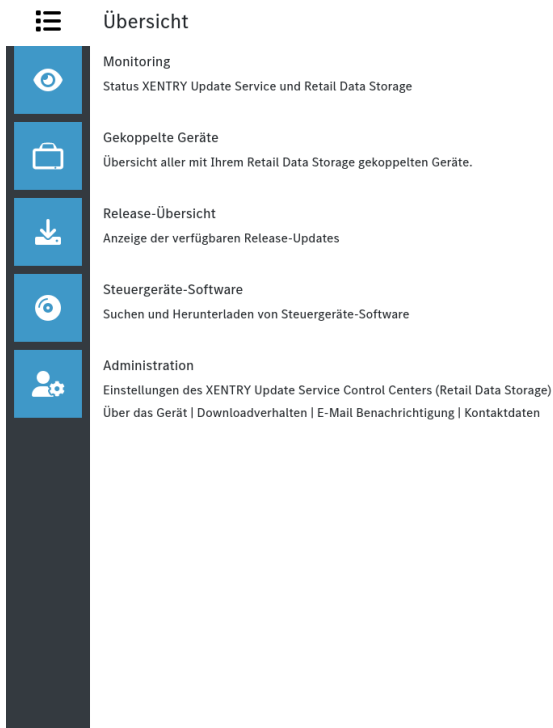 Übersicht
Monitoring
Status XENTRY Update Service und Retail Data Storage
Gekoppelte Geräte
Übersicht aller mit Ihrem Retail Data Storage gekoppelten Geräte.
Release-Übersicht
Anzeige der verfügbaren Release-Updates
Steuergeräte-Software
Suchen und Herunterladen von Steuergeräte-Software
Administration
Einstellungen des XENTRY Update Service Control Centers (Retail Data Storage)
Über das Gerät | Downloadverhalten | E-Mail Benachrichtigung | Kontaktdaten